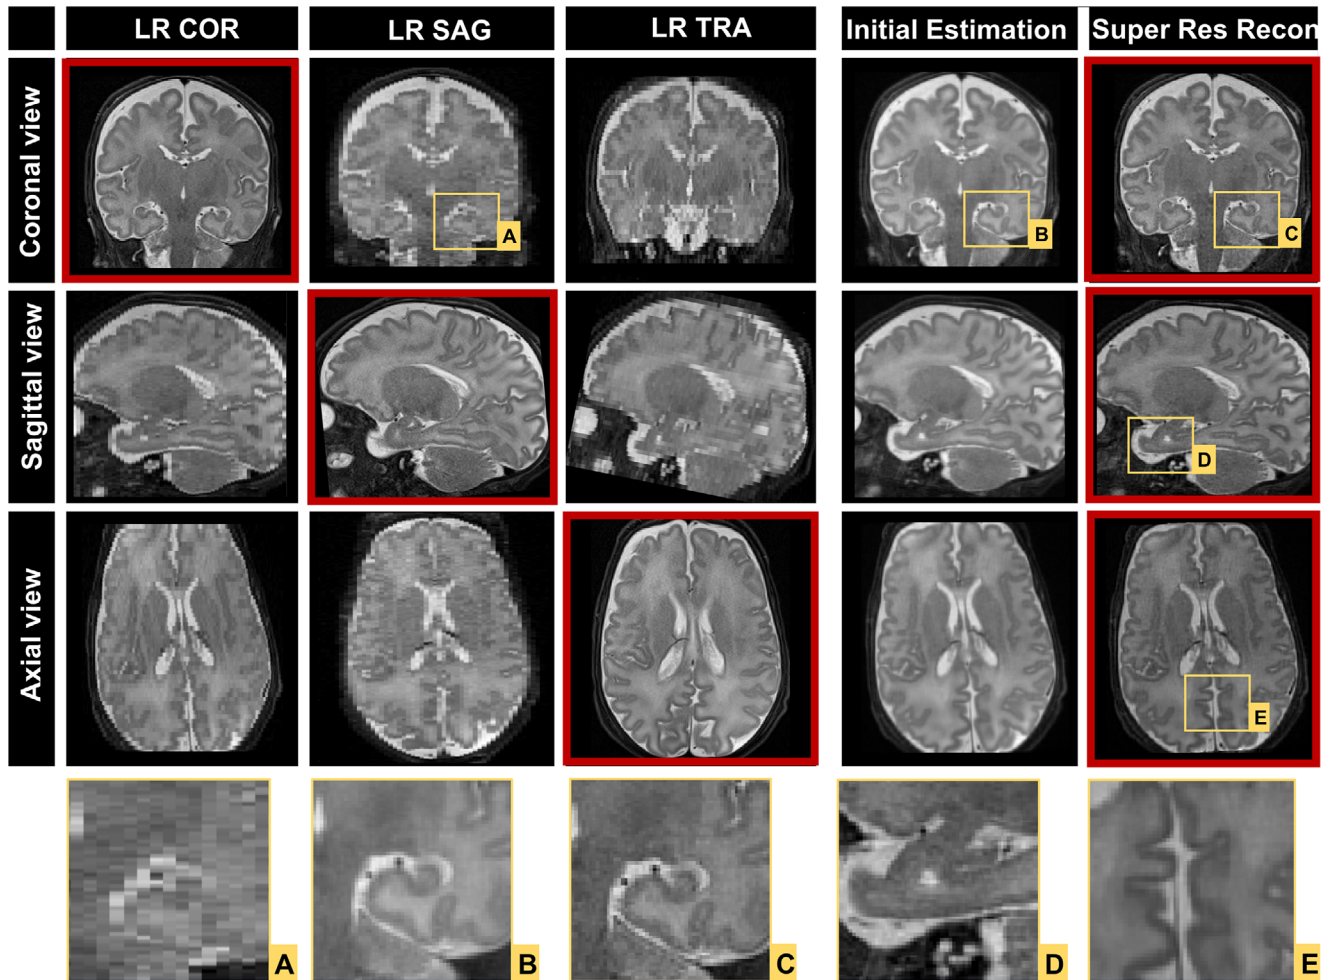 LR COR
LR SAG
LR TRA
Initial Estimation
Super Res Recon
Coronal view
A
B
C
Sagittal view
D
Axial view
E
A
B
C
D
E